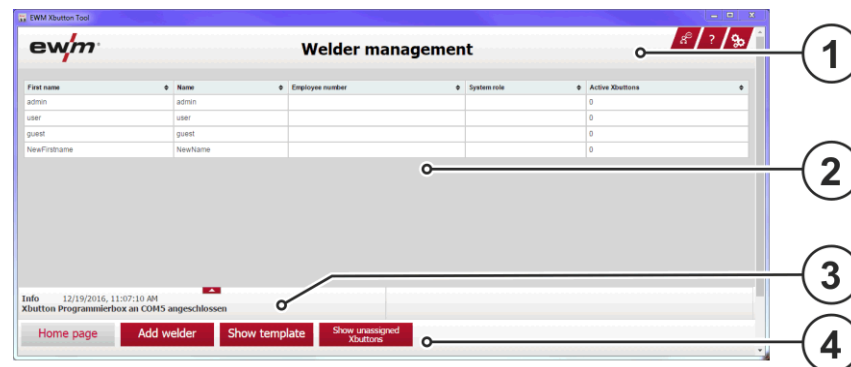 EWM Xbutton Tool
ewm
Welder management
?
1
First name Name Employee number System role Active Xbuttons
admin admin 0
user user 0
guest guest 0
NewFirstname NewName 0
2
3
Info 12/19/2016, 11:07:10 AM
Xbutton Programmierbox an COM5 angeschlossen
Home page Add welder Show template Show unassigned
Xbuttons
4